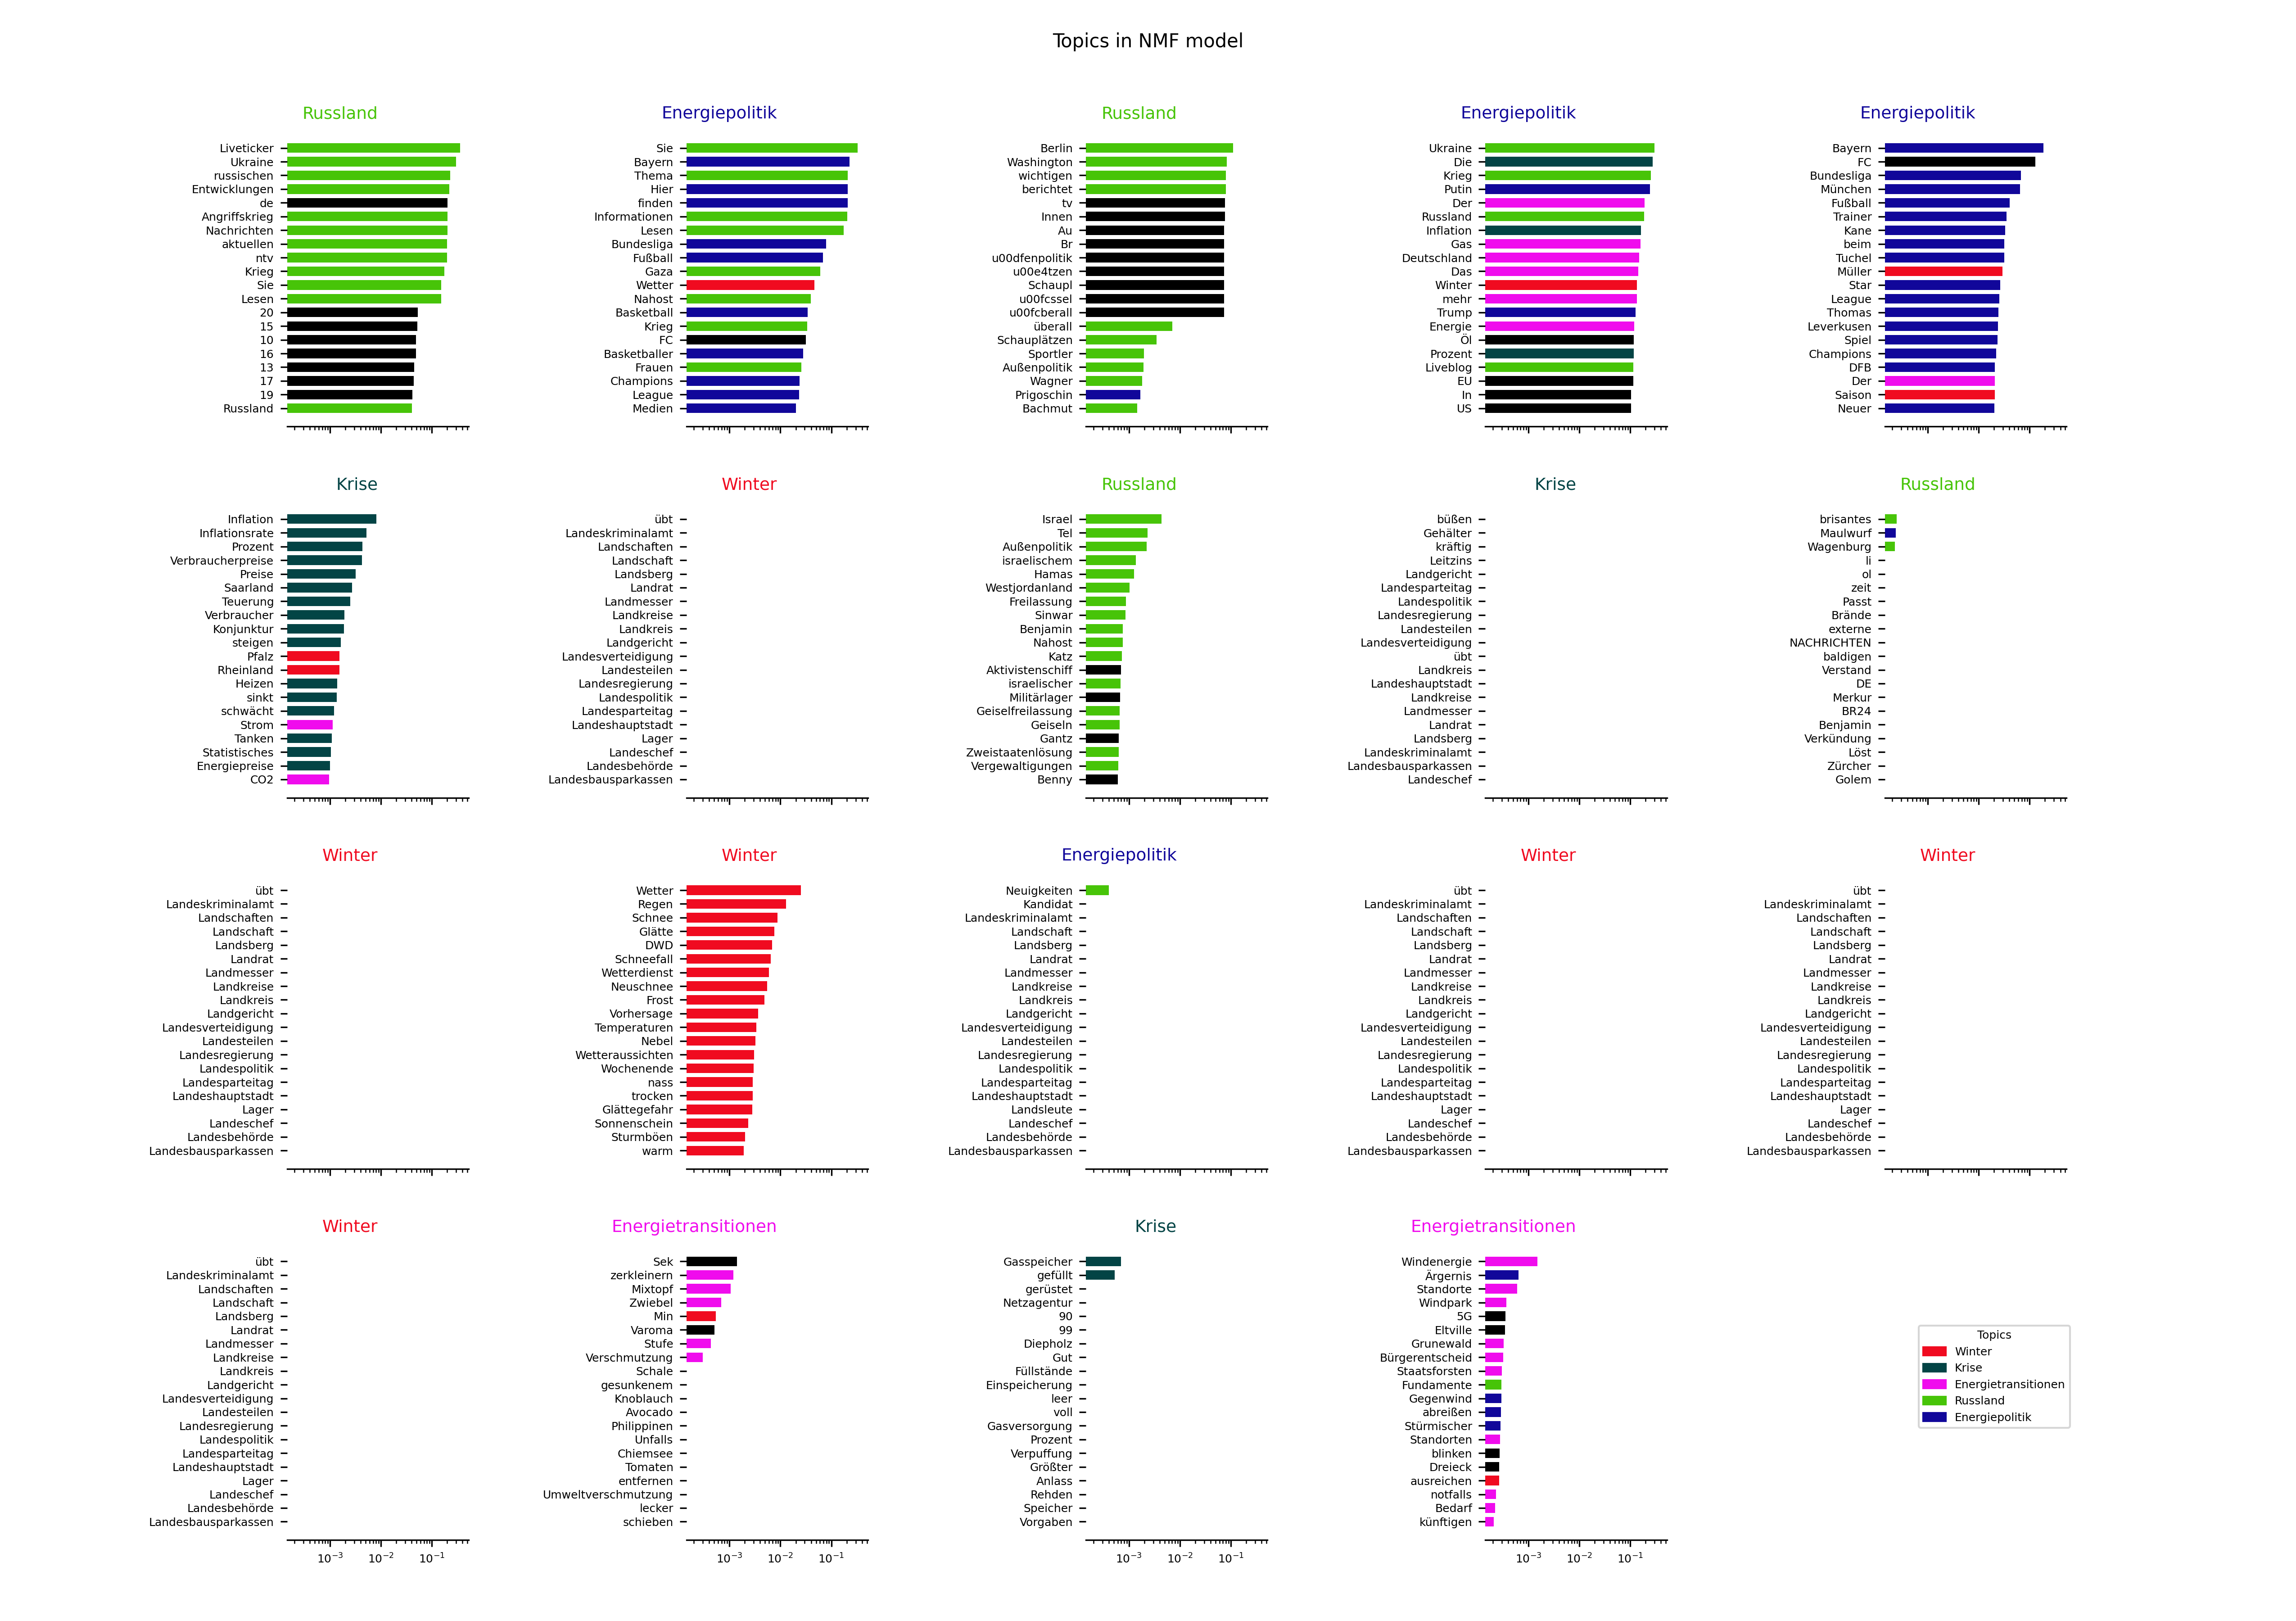 Topics in NMF model
Russland
Liveticker
Ukraine
russischen
Entwicklungen
de
Angriffskrieg
Nachrichten
aktuellen
ntv
Krieg
Sie
Lesen
20
15
10
16
13
17
19
Russland
Energiepolitik
Sie
Bayern
Thema
Hier
finden
Informationen
Lesen
Bundesliga
Fußball
Gaza
Wetter
Nahost
Basketball
Krieg
FC
Basketballer
Frauen
Champions
League
Medien
Russland
Berlin
Washington
wichtigen
berichtet
tv
Innen
Au
Br
u00dfenpolitik
u00e4tzen
Schaupl
u00fcssel
u00fcberall
überall
Schauplätzen
Sportler
Außenpolitik
Wagner
Prigoschin
Bachmut
Energiepolitik
Ukraine
Die
Krieg
Putin
Der
Russland
Inflation
Gas
Deutschland
Das
Winter
mehr
Trump
Energie
Öl
Prozent
Liveblog
EU
In
US
Energiepolitik
Bayern
FC
Bundesliga
München
Fußball
Trainer
Kane
beim
Tuchel
Müller
Star
League
Thomas
Leverkusen
Spiel
Champions
DFB
Der
Saison
Neuer
Krise
Inflation
Inflationsrate
Prozent
Verbraucherpreise
Preise
Saarland
Teuerung
Verbraucher
Konjunktur
steigen
Pfalz
Rheinland
Heizen
sinkt
schwächt
Strom
Tanken
Statistisches
Energiepreise
CO2
Winter
übt
Landeskriminalamt
Landschaften
Landschaft
Landsberg
Landrat
Landmesser
Landkreise
Landkreis
Landgericht
Landesverteidigung
Landesteilen
Landesregierung
Landespolitik
Landesparteitag
Landeshauptstadt
Lager
Landeschef
Landesbehörde
Landesbausparkassen
Russland
Israel
Tel
Außenpolitik
israelischem
Hamas
Westjordanland
Freilassung
Sinwar
Benjamin
Nahost
Katz
Aktivistenschiff
israelischer
Militärlager
Geiselfreilassung
Geiseln
Gantz
Zweistaatenlösung
Vergewaltigungen
Benny
Krise
büßen
Gehälter
kräftig
Leitzins
Landgericht
Landesparteitag
Landespolitik
Landesregierung
Landesteilen
Landesverteidigung
übt
Landkreis
Landeshauptstadt
Landkreise
Landmesser
Landrat
Landsberg
Landeskriminalamt
Landesbausparkassen
Landeschef
Russland
brisantes
Maulwurf
Wagenburg
li
ol
zeit
Passt
Brände
externe
NACHRICHTEN
baldigen
Verstand
DE
Merkur
BR24
Benjamin
Verkündung
Löst
Zürcher
Golem
Winter
übt
Landeskriminalamt
Landschaften
Landschaft
Landsberg
Landrat
Landmesser
Landkreise
Landkreis
Landgericht
Landesverteidigung
Landesteilen
Landesregierung
Landespolitik
Landesparteitag
Landeshauptstadt
Lager
Landeschef
Landesbehörde
Landesbausparkassen
Winter
Wetter
Regen
Schnee
Glätte
DWD
Schneefall
Wetterdienst
Neuschnee
Frost
Vorhersage
Temperaturen
Nebel
Wetteraussichten
Wochenende
nass
trocken
Glättegefahr
Sonnenschein
Sturmböen
warm
Energiepolitik
Neuigkeiten
Kandidat
Landeskriminalamt
Landschaft
Landsberg
Landrat
Landmesser
Landkreise
Landkreis
Landgericht
Landesverteidigung
Landesteilen
Landesregierung
Landespolitik
Landesparteitag
Landeshauptstadt
Landsleute
Landeschef
Landesbehörde
Landesbausparkassen
Winter
übt
Landeskriminalamt
Landschaften
Landschaft
Landsberg
Landrat
Landmesser
Landkreise
Landkreis
Landgericht
Landesverteidigung
Landesteilen
Landesregierung
Landespolitik
Landesparteitag
Landeshauptstadt
Lager
Landeschef
Landesbehörde
Landesbausparkassen
Winter
übt
Landeskriminalamt
Landschaften
Landschaft
Landsberg
Landrat
Landmesser
Landkreise
Landkreis
Landgericht
Landesverteidigung
Landesteilen
Landesregierung
Landespolitik
Landesparteitag
Landeshauptstadt
Lager
Landeschef
Landesbehörde
Landesbausparkassen
Winter
übt
Landeskriminalamt
Landschaften
Landschaft
Landsberg
Landrat
Landmesser
Landkreise
Landkreis
Landgericht
Landesverteidigung
Landesteilen
Landesregierung
Landespolitik
Landesparteitag
Landeshauptstadt
Lager
Landeschef
Landesbehörde
Landesbausparkassen
10⁻³ 10⁻² 10⁻¹
Energietransitionen
Sek
zerkleinern
Mixtopf
Zwiebel
Min
Varoma
Stufe
Verschmutzung
Schale
gesunkenem
Knoblauch
Avocado
Philippinen
Unfalls
Chiemsee
Tomaten
entfernen
Umweltverschmutzung
lecker
schieben
10⁻³ 10⁻² 10⁻¹
Krise
Gasspeicher
gefüllt
gerüstet
Netzagentur
90
99
Diepholz
Gut
Füllstände
Einspeicherung
leer
voll
Gasversorgung
Prozent
Verpuffung
Größter
Anlass
Rehden
Speicher
Vorgaben
10⁻³ 10⁻² 10⁻¹
Energietransitionen
Windenergie
Ärgernis
Standorte
Windpark
5G
Eltville
Grunewald
Bürgerentscheid
Staatsforsten
Fundamente
Gegenwind
abreißen
Stürmischer
Standorten
blinken
Dreieck
ausreichen
notfalls
Bedarf
künftigen
10⁻³ 10⁻² 10⁻¹
Topics
Winter
Krise
Energietransitionen
Russland
Energiepolitik